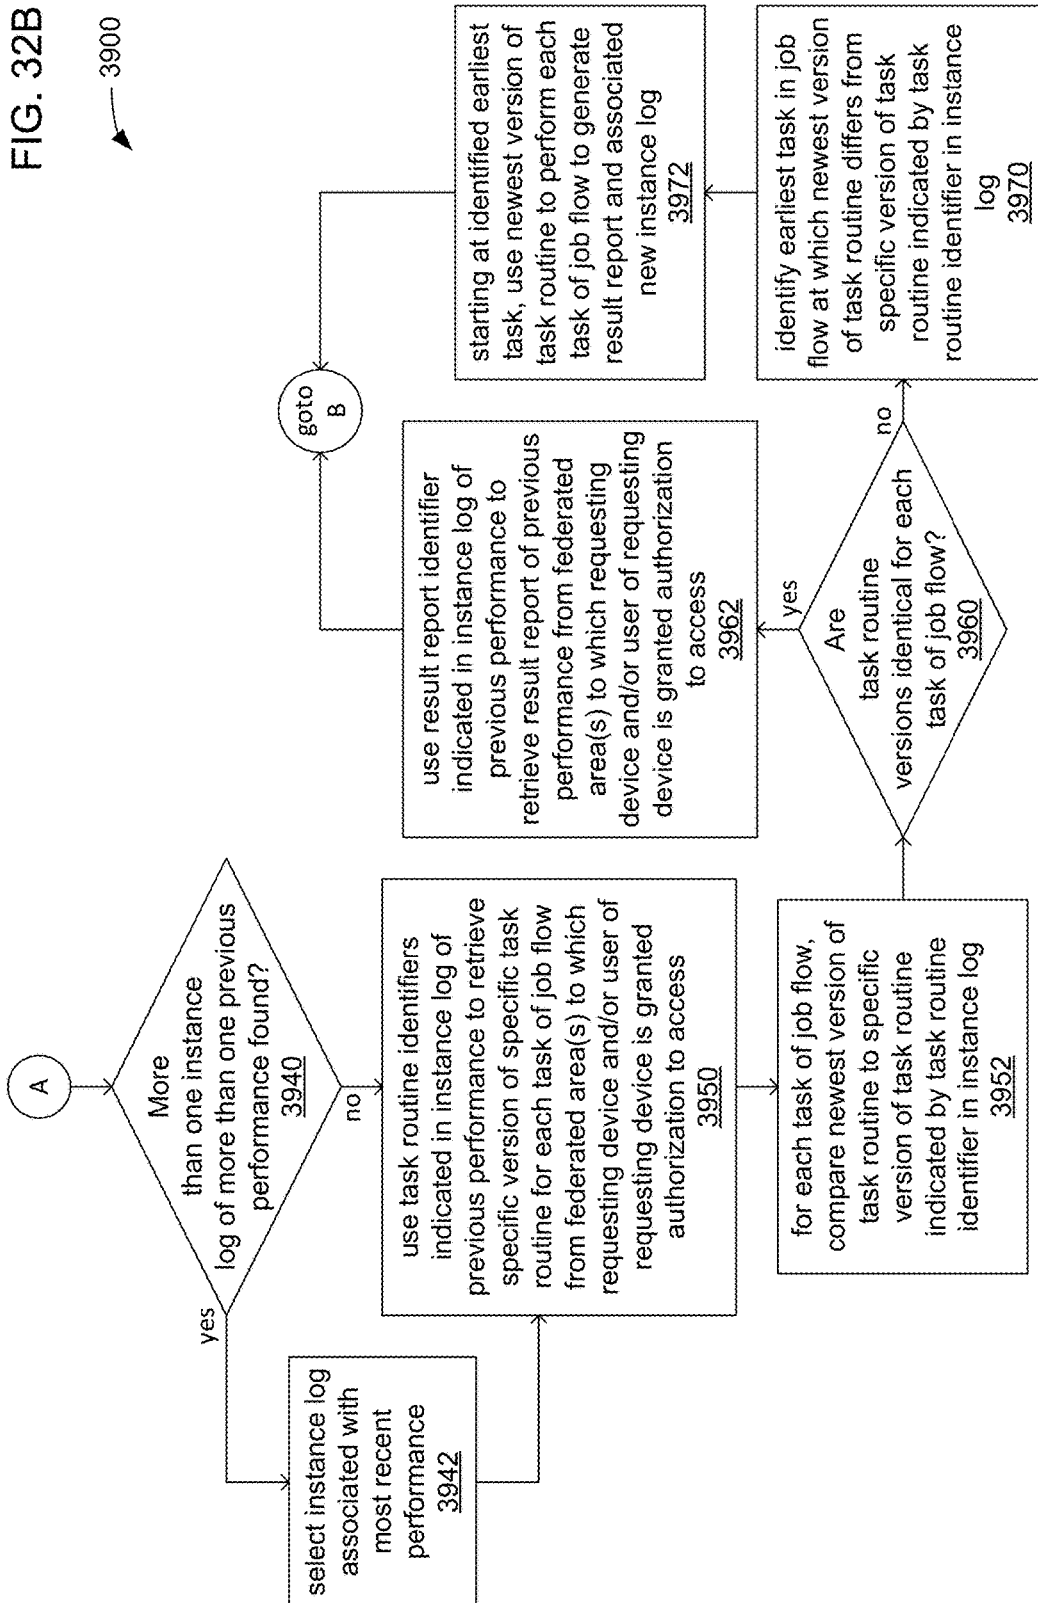 FIG. 32B
3900
A
More
than one instance
log of more than one previous
performance found?
3940
yes
no
select instance log
associated with
most recent
performance
3942
use task routine identifiers
indicated in instance log of
previous performance to retrieve
specific version of specific task
routine for each task of job flow
from federated area(s) to which
requesting device and/or user of
requesting device is granted
authorization to access
3950
for each task of job flow,
compare newest version of
task routine to specific
version of task routine
indicated by task routine
identifier in instance log
3952
Are
task routine
versions identical for each
task of job flow?
3960
yes
no
use result report identifier
indicated in instance log of
previous performance to
retrieve result report of previous
performance from federated
area(s) to which requesting
device and/or user of requesting
device is granted authorization
to access
3962
identify earliest task in job
flow at which newest version
of task routine differs from
specific version of task
routine indicated by task
routine identifier in instance
log
3970
starting at identified earliest
task, use newest version of
task routine to perform each
task of job flow to generate
result report and associated
new instance log
3972
goto
B